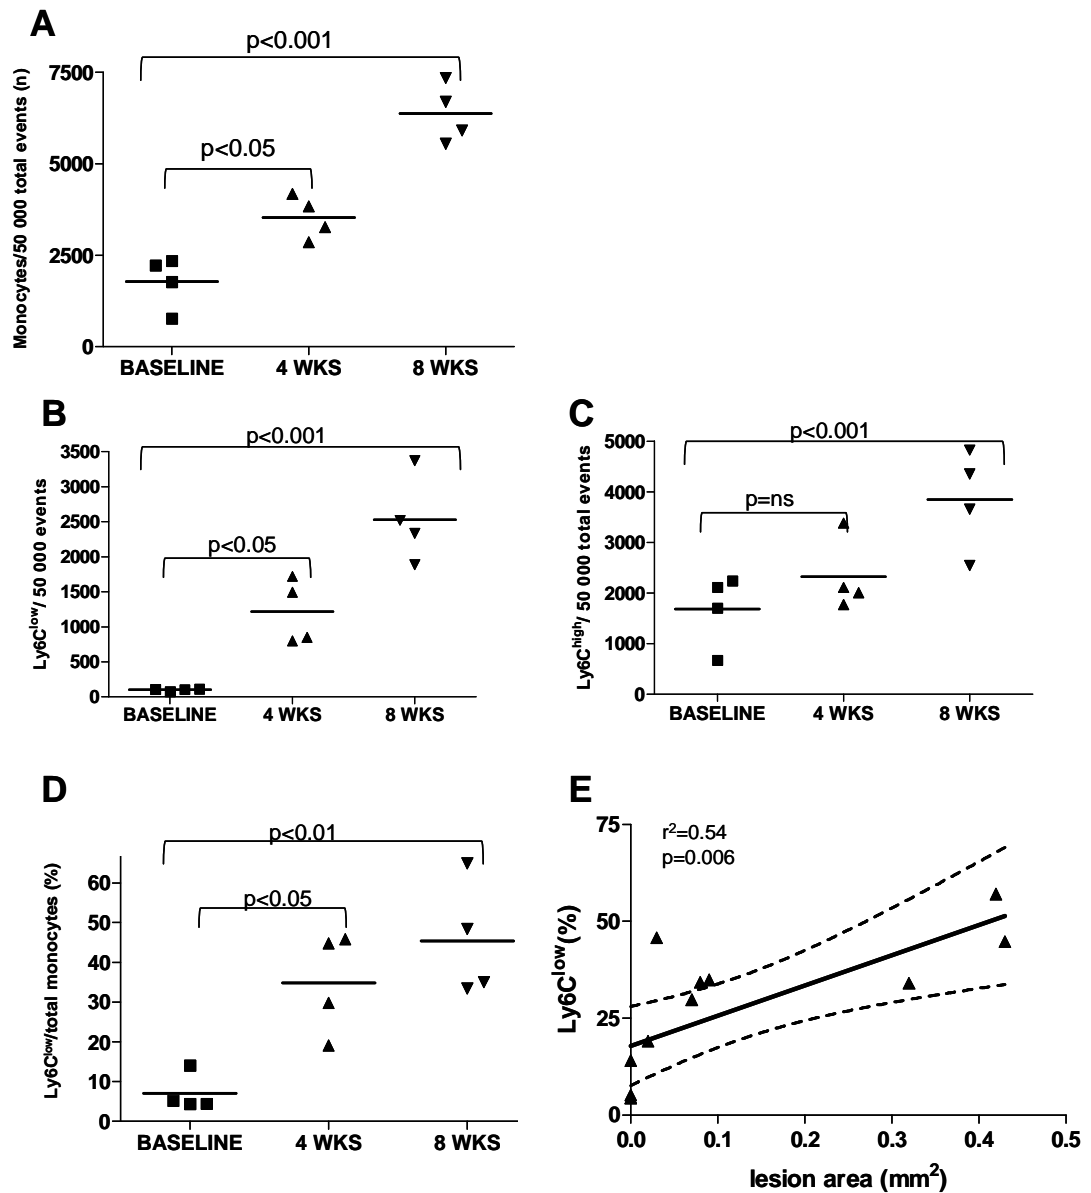 A
p<0.001
7500
p<0.05
5000
2500
0
Monocytes/50 000 total events (n)
BASELINE 4 WKS 8 WKS
B
p<0.001
3500
3000
2500
p<0.05
2000
1500
1000
500
0
Ly6Clow/ 50 000 events
BASELINE 4 WKS 8 WKS
C
p<0.001
5000
4000
p=ns
3000
2000
1000
0
Ly6Chigh/ 50 000 total events
BASELINE 4 WKS 8 WKS
D
p<0.01
60
p<0.05
50
40
30
20
10
0
Ly6Clow/total monocytes (%)
BASELINE 4 WKS 8 WKS
E
75
r²=0.54
p=0.006
50
25
0
Ly6Clow(%)
0.0 0.1 0.2 0.3 0.4 0.5
lesion area (mm²)